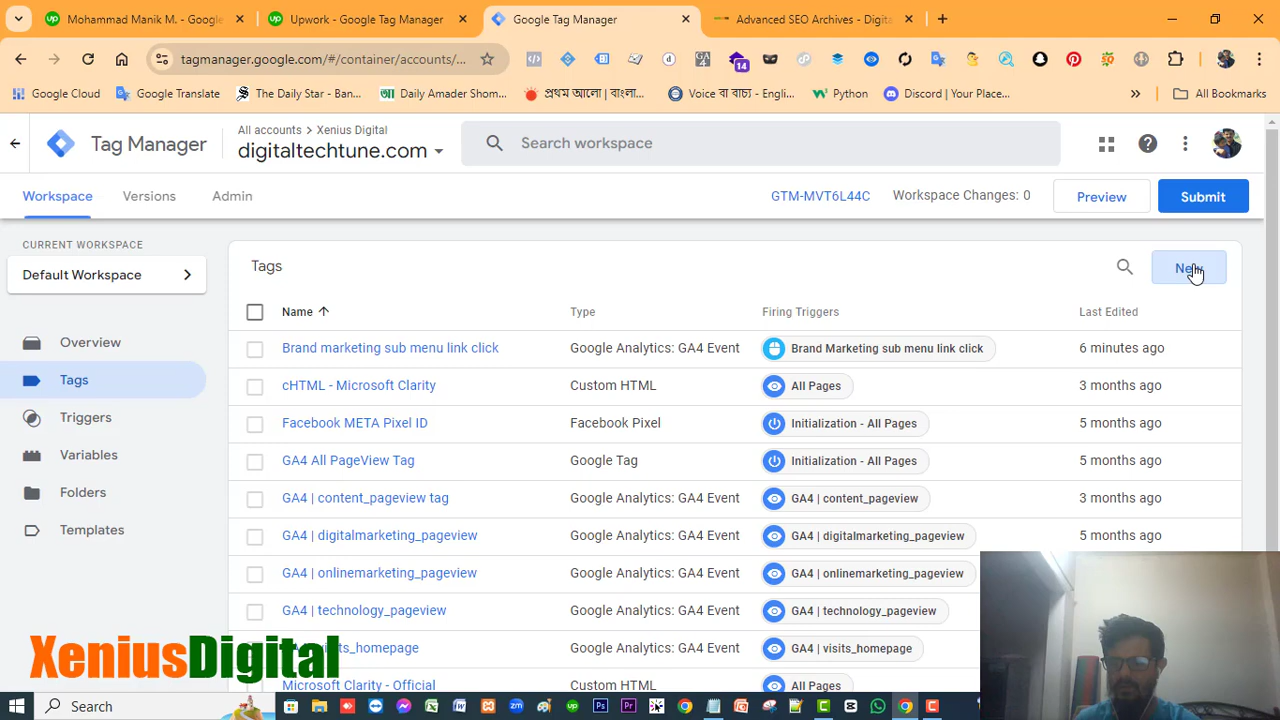 Mohammad Manik M. - Google
Upwork - Google Tag Manager
Google Tag Manager
Advanced SEO Archives - Digita
tagmanager.google.com/#/container/accounts/...
14
Google Cloud
Google Translate
The Daily Star - Ban...
Daily Amader Shom...
প্রথম আলো | বাংলা...
Voice বা বাচ্য - Engli...
Python
Discord | Your Place...
All Bookmarks
Tag Manager
All accounts > Xenius Digital
digitaltechtune.com
Search workspace
Workspace
Versions
Admin
GTM-MVT6L44C
Workspace Changes: 0
Preview
Submit
CURRENT WORKSPACE
Default Workspace
Overview
Tags
Triggers
Variables
Folders
Templates
Tags
New
Name
Type
Firing Triggers
Last Edited
Brand marketing sub menu link click
Google Analytics: GA4 Event
Brand Marketing sub menu link click
6 minutes ago
cHTML - Microsoft Clarity
Custom HTML
All Pages
3 months ago
Facebook META Pixel ID
Facebook Pixel
Initialization - All Pages
5 months ago
GA4 All PageView Tag
Google Tag
Initialization - All Pages
5 months ago
GA4 | content_pageview tag
Google Analytics: GA4 Event
GA4 | content_pageview
3 months ago
GA4 | digitalmarketing_pageview
Google Analytics: GA4 Event
GA4 | digitalmarketing_pageview
5 months ago
GA4 | onlinemarketing_pageview
Google Analytics: GA4 Event
GA4 | onlinemarketing_pageview
GA4 | technology_pageview
Google Analytics: GA4 Event
GA4 | technology_pageview
visits_homepage
Google Analytics: GA4 Event
GA4 | visits_homepage
Microsoft Clarity - Official
Custom HTML
All Pages
XeniusDigital
Search